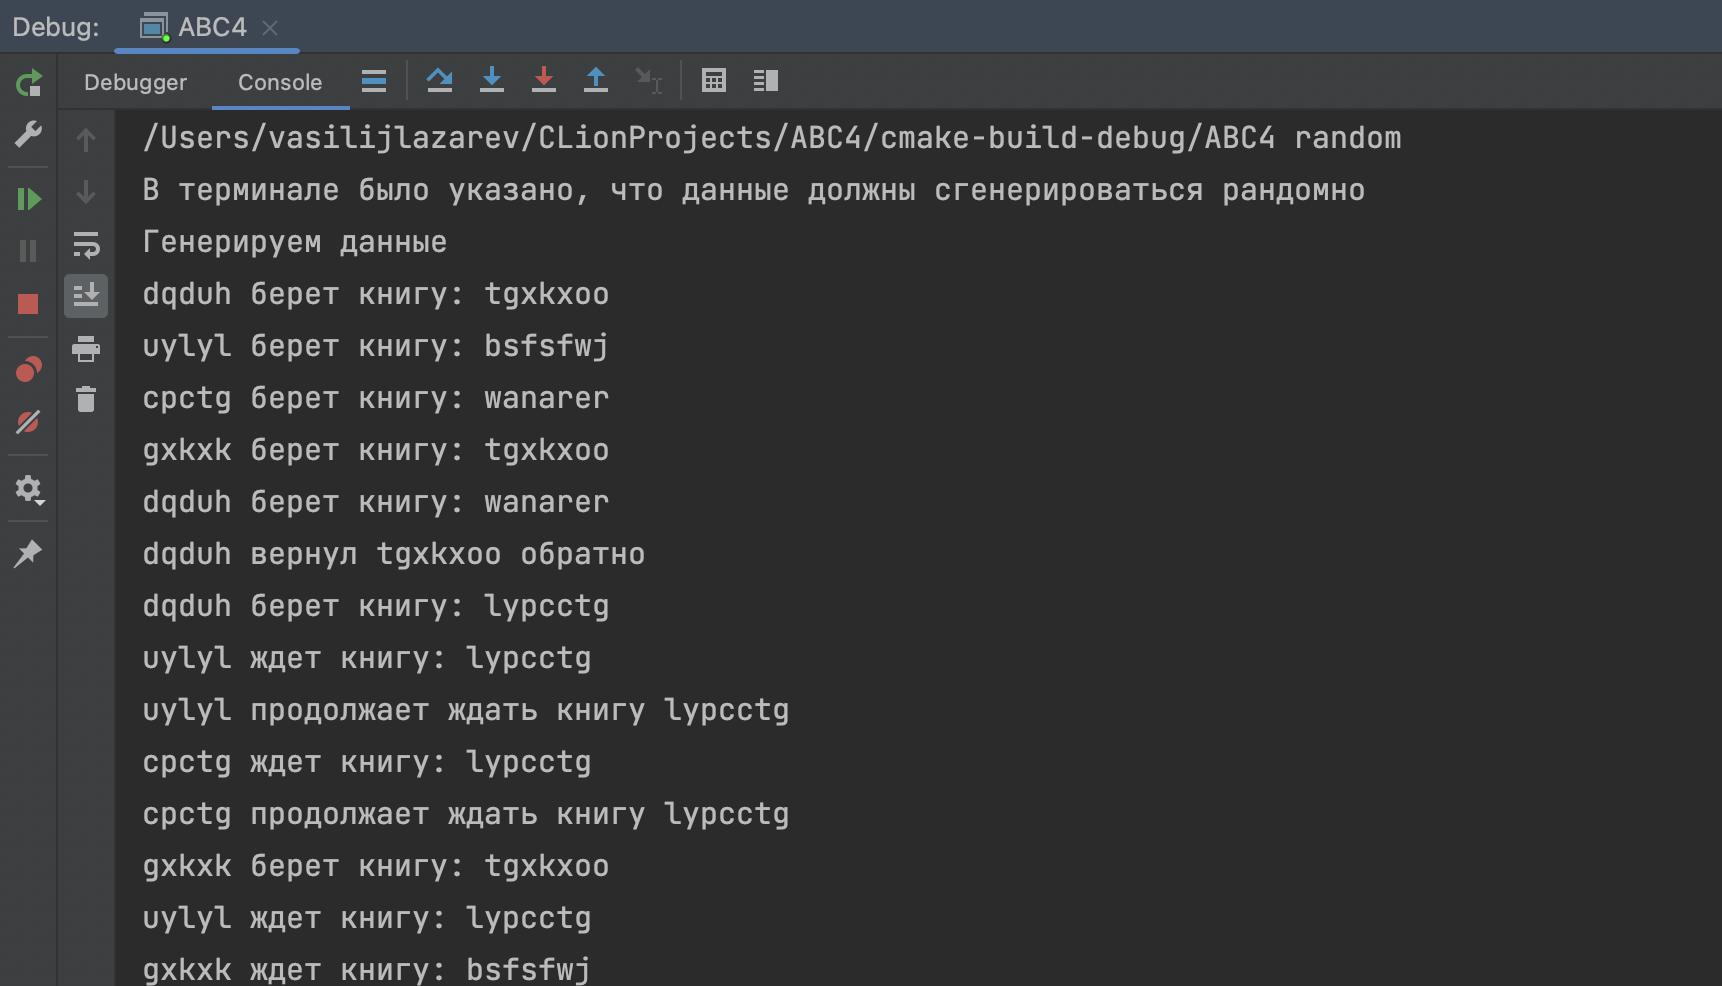 Debug: ABC4
Debugger Console
/Users/vasilijlazarev/CLionProjects/ABC4/cmake-build-debug/ABC4 random
В терминале было указано, что данные должны сгенерироваться рандомно
Генерируем данные
dqduh берет книгу: tgxkxoo
uylyl берет книгу: bsfsfwj
cpctg берет книгу: wanarer
gxkxk берет книгу: tgxkxoo
dqduh берет книгу: wanarer
dqduh вернул tgxkxoo обратно
dqduh берет книгу: lypcctg
uylyl ждет книгу: lypcctg
uylyl продолжает ждать книгу lypcctg
cpctg ждет книгу: lypcctg
cpctg продолжает ждать книгу lypcctg
gxkxk берет книгу: tgxkxoo
uylyl ждет книгу: lypcctg
gxkxk ждет книгу: bsfsfwj